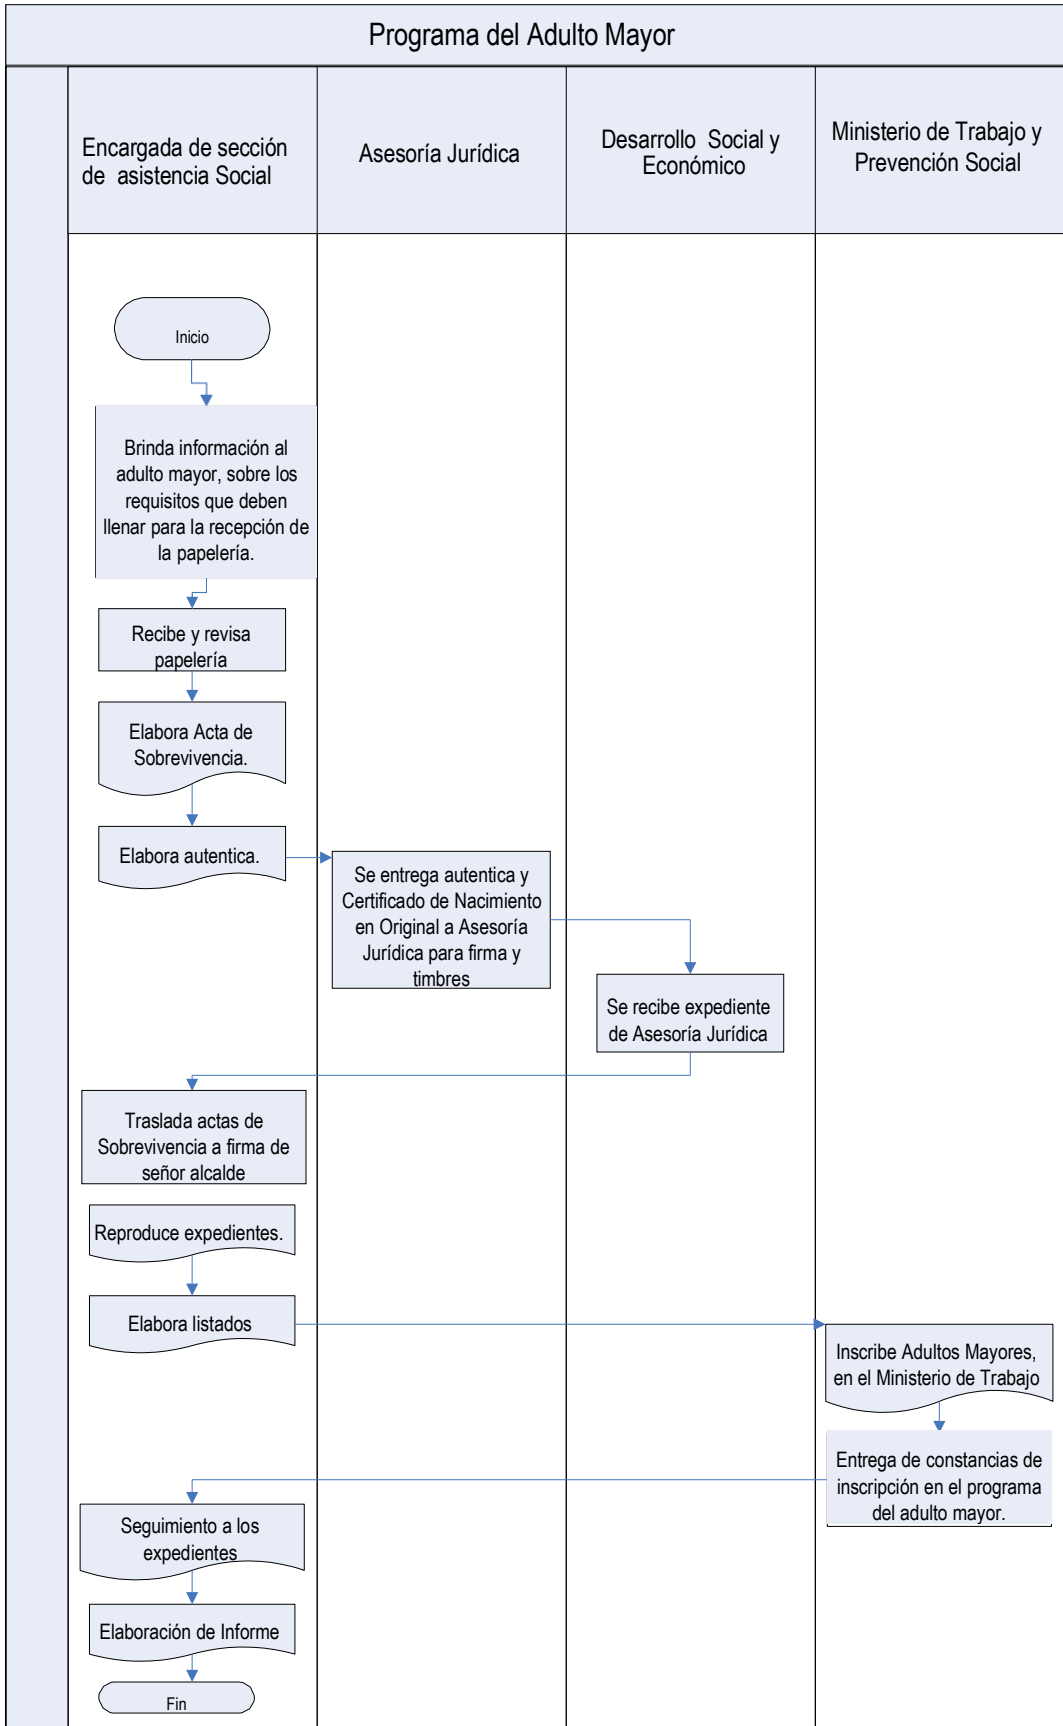 Programa del Adulto Mayor
Encargada de sección
de asistencia Social
Asesoría Jurídica
Desarrollo Social y
Económico
Ministerio de Trabajo y
Prevención Social
Inicio
Brinda información al
adulto mayor, sobre los
requisitos que deben
llenar para la recepción de
la papelería.
Recibe y revisa
papelería
Elabora Acta de
Sobrevivencia.
Elabora autentica.
Se entrega autentica y
Certificado de Nacimiento
en Original a Asesoría
Jurídica para firma y
timbres
Se recibe expediente
de Asesoría Jurídica
Traslada actas de
Sobrevivencia a firma de
señor alcalde
Reproduce expedientes.
Elabora listados
Inscribe Adultos Mayores,
en el Ministerio de Trabajo
Entrega de constancias de
inscripción en el programa
del adulto mayor.
Seguimiento a los
expedientes
Elaboración de Informe
Fin